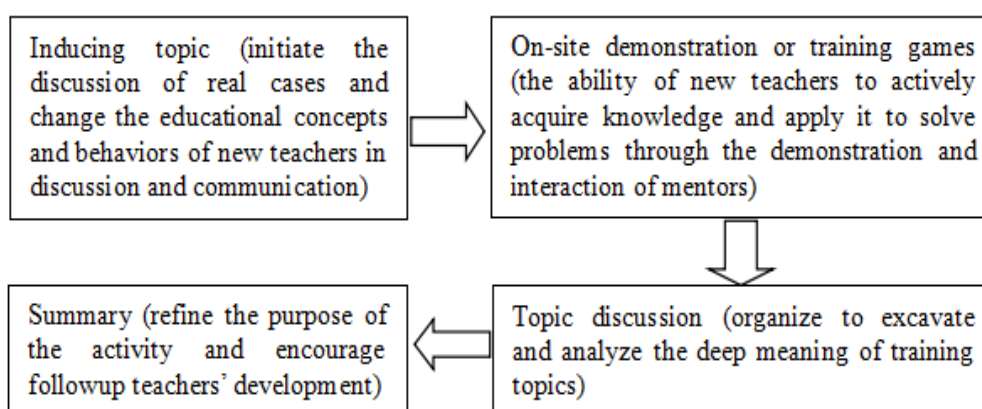 Inducing topic (initiate the
discussion of real cases and
change the educational concepts
and behaviors of new teachers in
discussion and communication)
On-site demonstration or training games
(the ability of new teachers to actively
acquire knowledge and apply it to solve
problems through the demonstration and
interaction of mentors)
Topic discussion (organize to excavate
and analyze the deep meaning of training
topics)
Summary (refine the purpose of
the activity and encourage
followup teachers’ development)